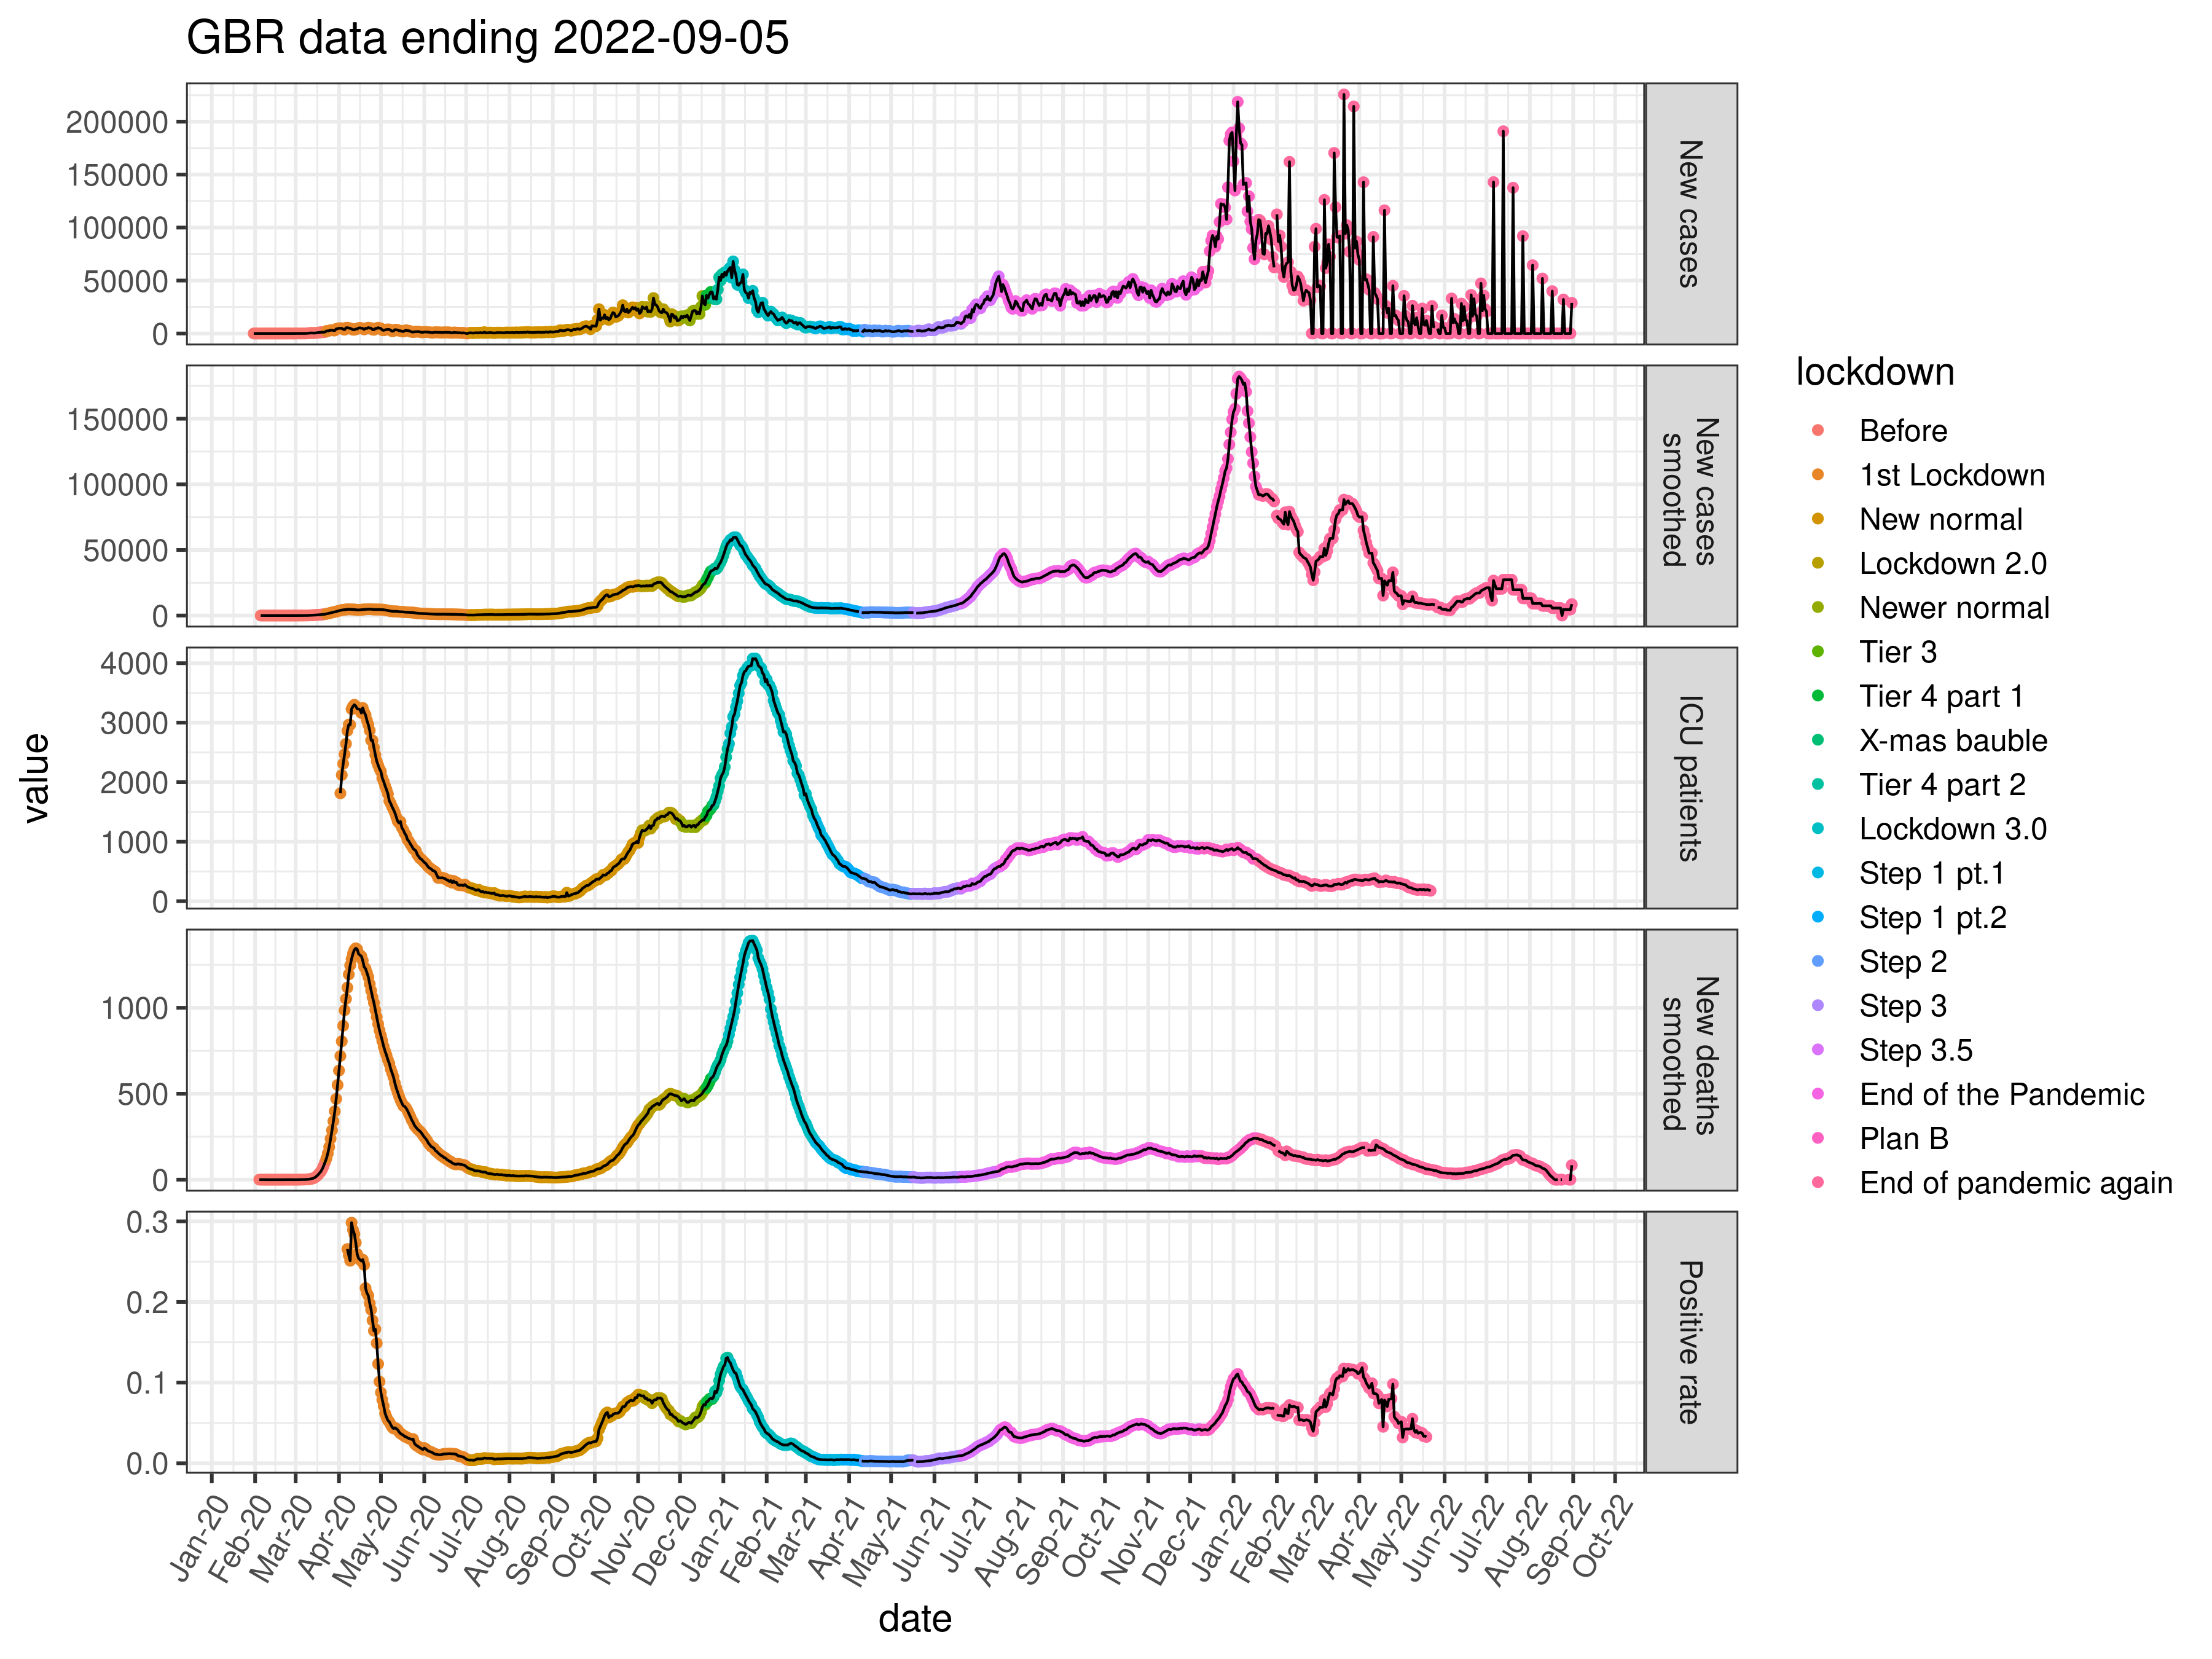 GBR data ending 2022-09-05
value
200000
150000
100000
50000
0
New cases
150000
100000
50000
0
New cases
smoothed
4000
3000
2000
1000
0
ICU patients
1000
500
0
New deaths
smoothed
0.3
0.2
0.1
0.0
Positive rate
Jan-20
Feb-20
Mar-20
Apr-20
May-20
Jun-20
Jul-20
Aug-20
Sep-20
Oct-20
Nov-20
Dec-20
Jan-21
Feb-21
Mar-21
Apr-21
May-21
Jun-21
Jul-21
Aug-21
Sep-21
Oct-21
Nov-21
Dec-21
Jan-22
Feb-22
Mar-22
Apr-22
May-22
Jun-22
Jul-22
Aug-22
Sep-22
Oct-22
date
lockdown
Before
1st Lockdown
New normal
Lockdown 2.0
Newer normal
Tier 3
Tier 4 part 1
X-mas bauble
Tier 4 part 2
Lockdown 3.0
Step 1 pt.1
Step 1 pt.2
Step 2
Step 3
Step 3.5
End of the Pandemic
Plan B
End of pandemic again